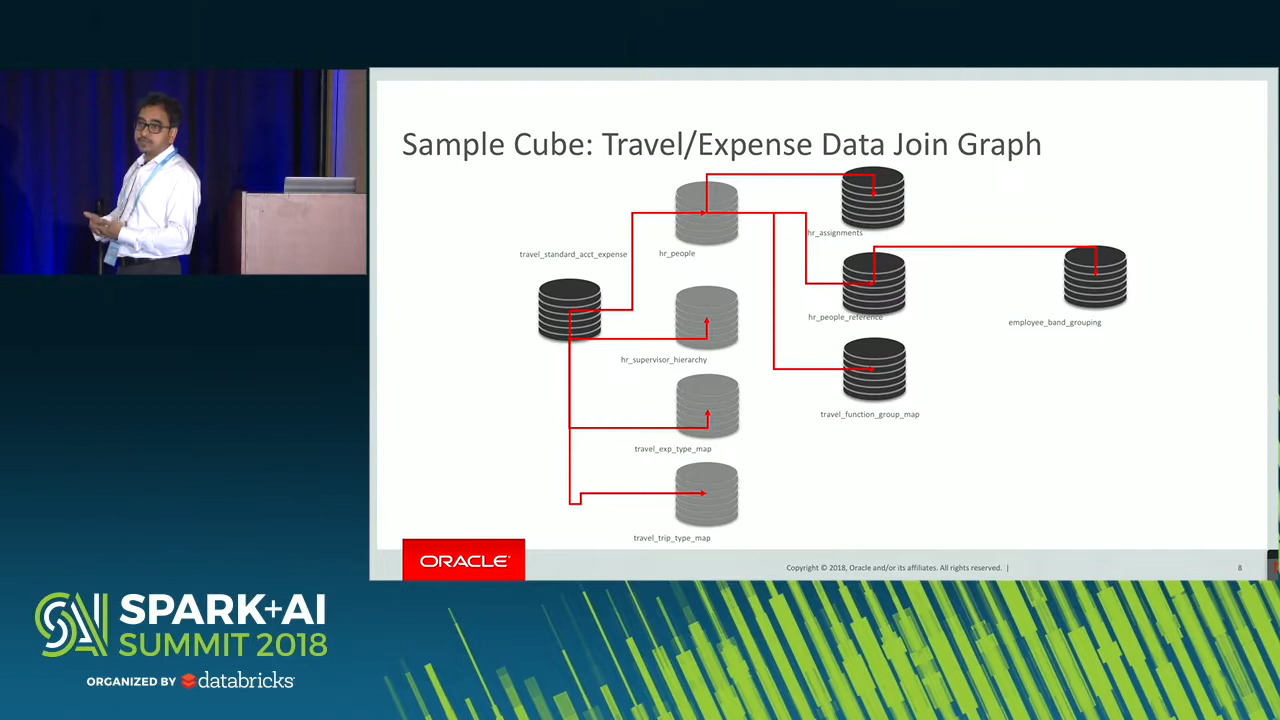 Sample Cube: Travel/Expense Data Join Graph
hr_assignments
travel_standard_acct_expense
hr_people
hr_people_reference
employee_band_grouping
hr_supervisor_hierarchy
travel_function_group_map
travel_exp_type_map
travel_trip_type_map
ORACLE
Copyright © 2018, Oracle and/or its affiliates. All rights reserved. |
8
SPARK+AI
SUMMIT 2018
ORGANIZED BY databricks